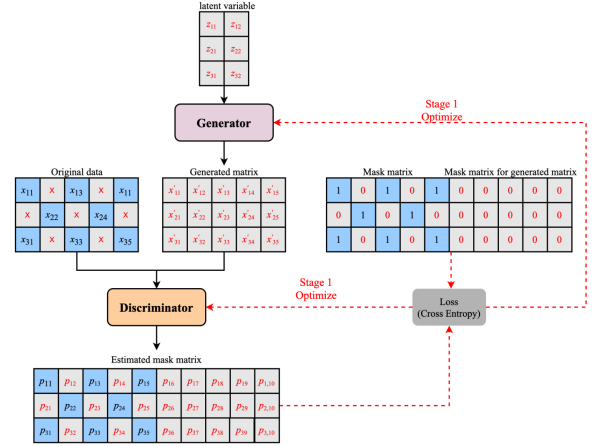 latent variable
z11 z12
z21 z22
z31 z32
Generator
Stage 1
Optimize
Original data
x11 x x13 x x11
x x22 x x24 x
x31 x x33 x x35
Generated matrix
x'11 x'12 x'13 x'14 x'15
x'21 x'22 x'23 x'24 x'25
x'31 x'32 x'33 x'34 x'35
Mask matrix
Mask matrix for generated matrix
1 0 1 0 1 0 0 0 0 0
0 1 0 1 0 0 0 0 0 0
1 0 1 0 1 0 0 0 0 0
Discriminator
Stage 1
Optimize
Loss
(Cross Entropy)
Estimated mask matrix
p11 p12 p13 p14 p15 p16 p17 p18 p19 p1,10
p21 p22 p23 p24 p25 p26 p27 p28 p29 p2,10
p31 p32 p33 p34 p35 p36 p37 p38 p39 p3,10